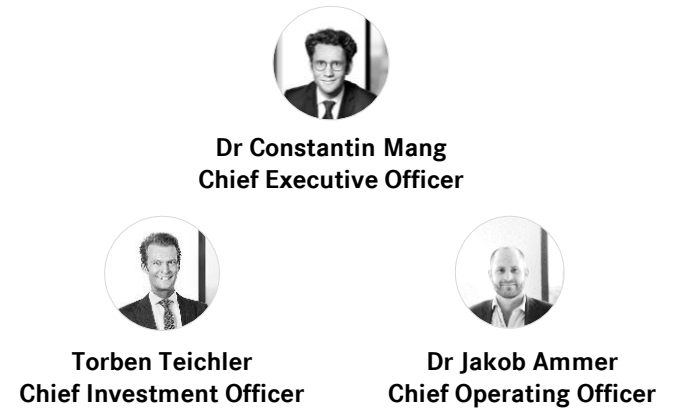 Dr Constantin Mang
Chief Executive Officer
Torben Teichler
Chief Investment Officer
Dr Jakob Ammer
Chief Operating Officer